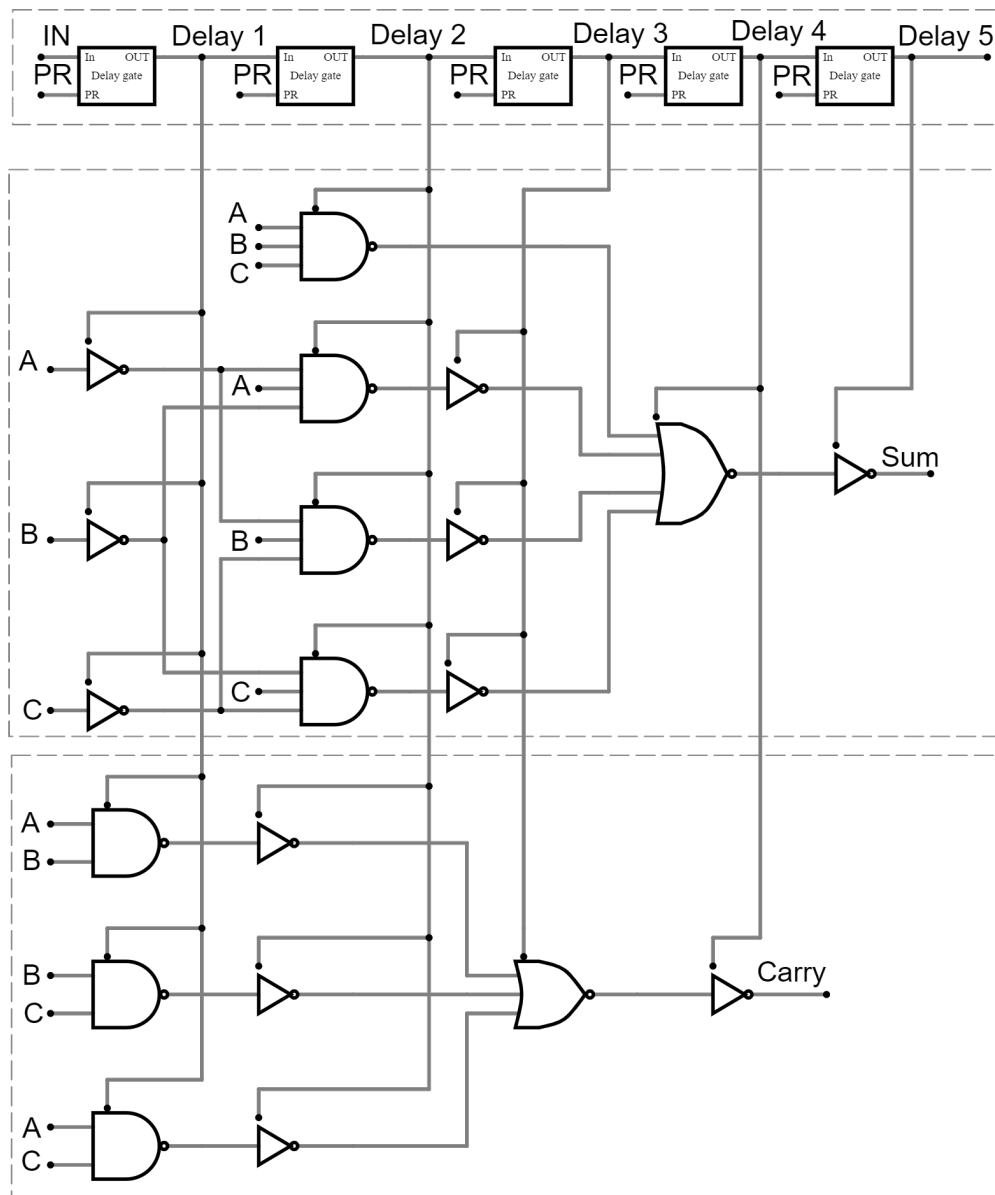 IN Delay 1 Delay 2 Delay 3 Delay 4 Delay 5
In OUT In OUT In OUT In OUT In OUT
PR Delay gate PR Delay gate PR Delay gate PR Delay gate PR Delay gate
PR PR PR PR PR
A
B
C
A
A
Sum
B
B
C
C
A
B
B
Carry
C
A
C